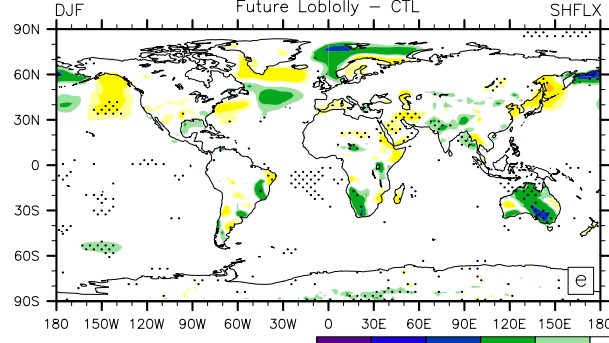 DJF Future Loblolly – CTL SHFLX
90N
60N
30N
0
30S
60S
90S
e
180 150W 120W 90W 60W 30W 0 30E 60E 90E 120E 150E 180